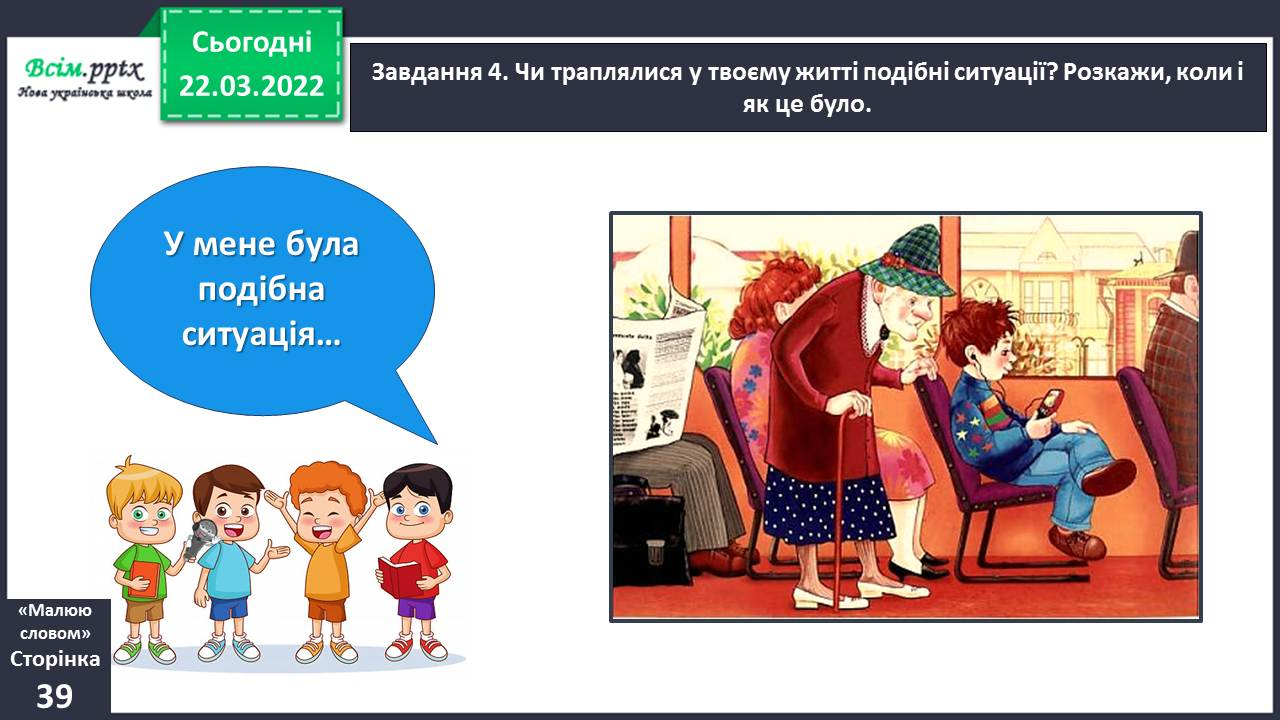 Всім.pptx
Нова українська школа
Сьогодні
22.03.2022
Завдання 4. Чи траплялися у твоєму житті подібні ситуації? Розкажи, коли і
як це було.
У мене була
подібна
ситуація…
«Малюю
словом»
Сторінка
39